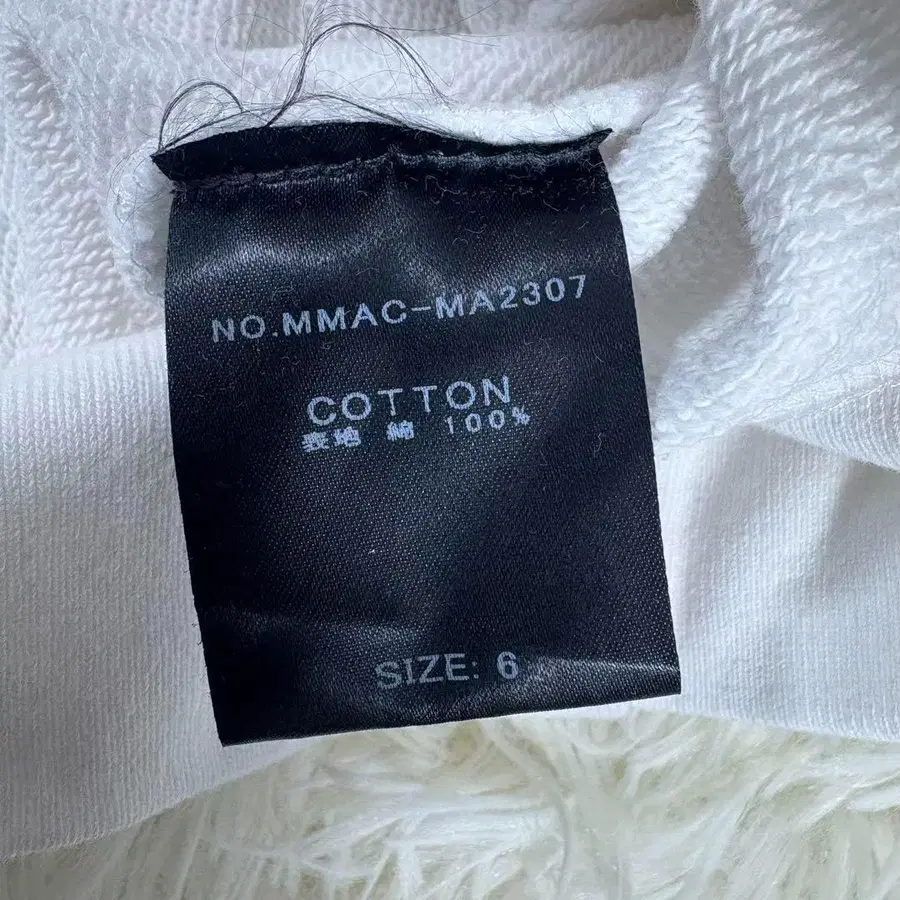 NO.MMAC-MA2307
COTTON
表地 綿 100%
SIZE: 6